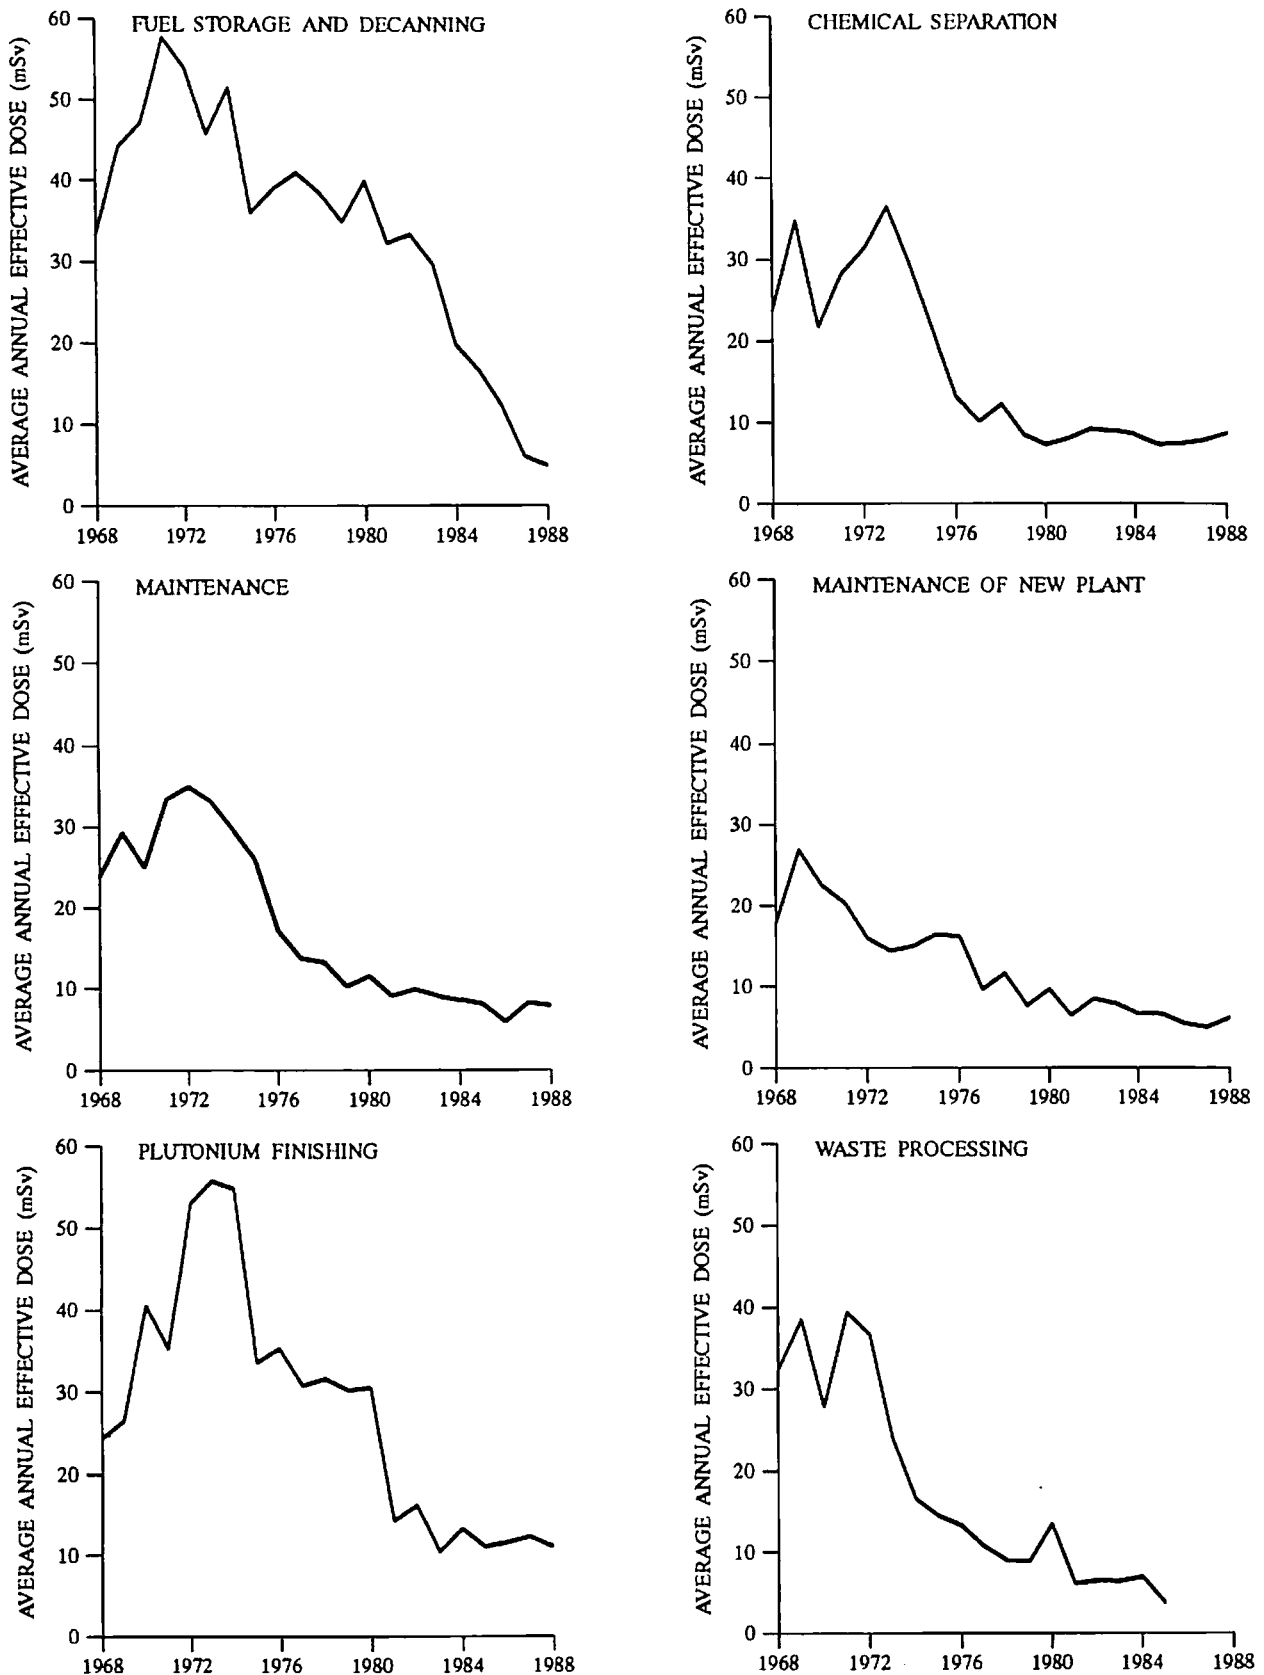 FUEL STORAGE AND DECANNING
AVERAGE ANNUAL EFFECTIVE DOSE (mSv)
60
50
40
30
20
10
0
1968 1972 1976 1980 1984 1988
CHEMICAL SEPARATION
AVERAGE ANNUAL EFFECTIVE DOSE (mSv)
60
50
40
30
20
10
0
1968 1972 1976 1980 1984 1988
MAINTENANCE
AVERAGE ANNUAL EFFECTIVE DOSE (mSv)
60
50
40
30
20
10
0
1968 1972 1976 1980 1984 1988
MAINTENANCE OF NEW PLANT
AVERAGE ANNUAL EFFECTIVE DOSE (mSv)
60
50
40
30
20
10
0
1968 1972 1976 1980 1984 1988
PLUTONIUM FINISHING
AVERAGE ANNUAL EFFECTIVE DOSE (mSv)
60
50
40
30
20
10
0
1968 1972 1976 1980 1984 1988
WASTE PROCESSING
AVERAGE ANNUAL EFFECTIVE DOSE (mSv)
60
50
40
30
20
10
0
1968 1972 1976 1980 1984 1988